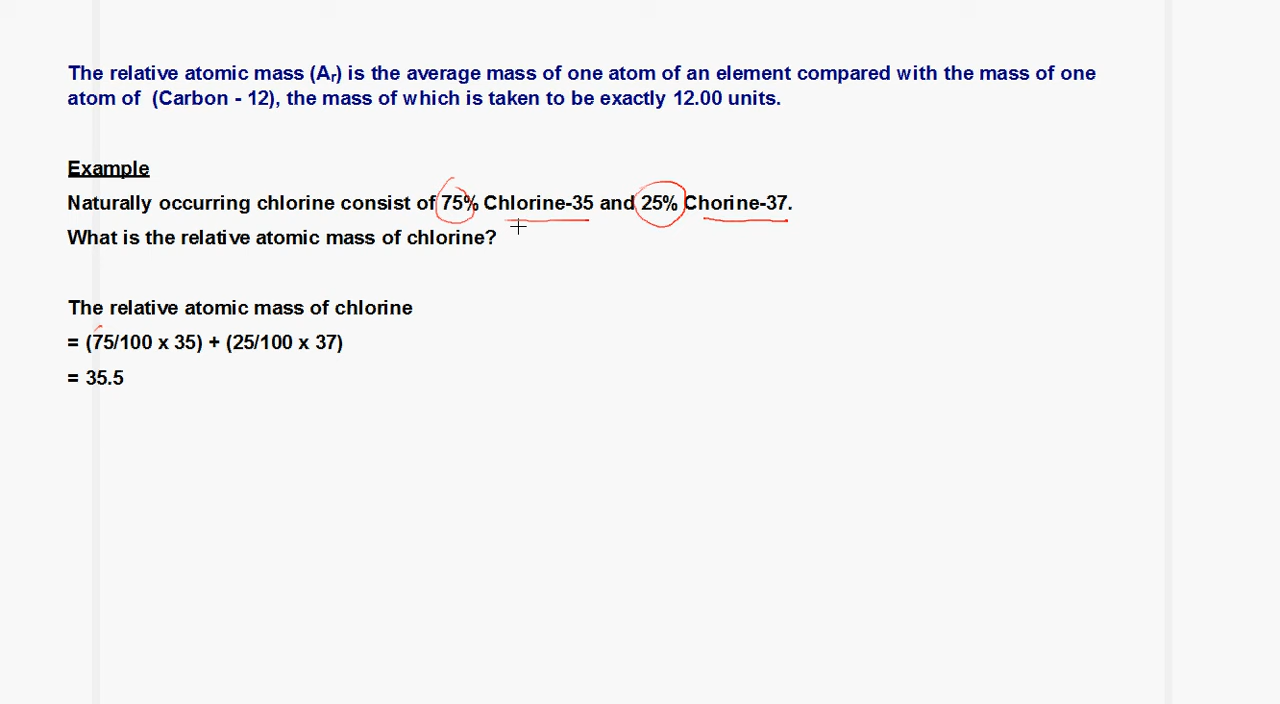 The relative atomic mass (Ar) is the average mass of one atom of an element compared with the mass of one
atom of (Carbon - 12), the mass of which is taken to be exactly 12.00 units.
Example
Naturally occurring chlorine consist of 75% Chlorine-35 and 25% Chorine-37.
What is the relative atomic mass of chlorine?
The relative atomic mass of chlorine
= (75/100 x 35) + (25/100 x 37)
= 35.5